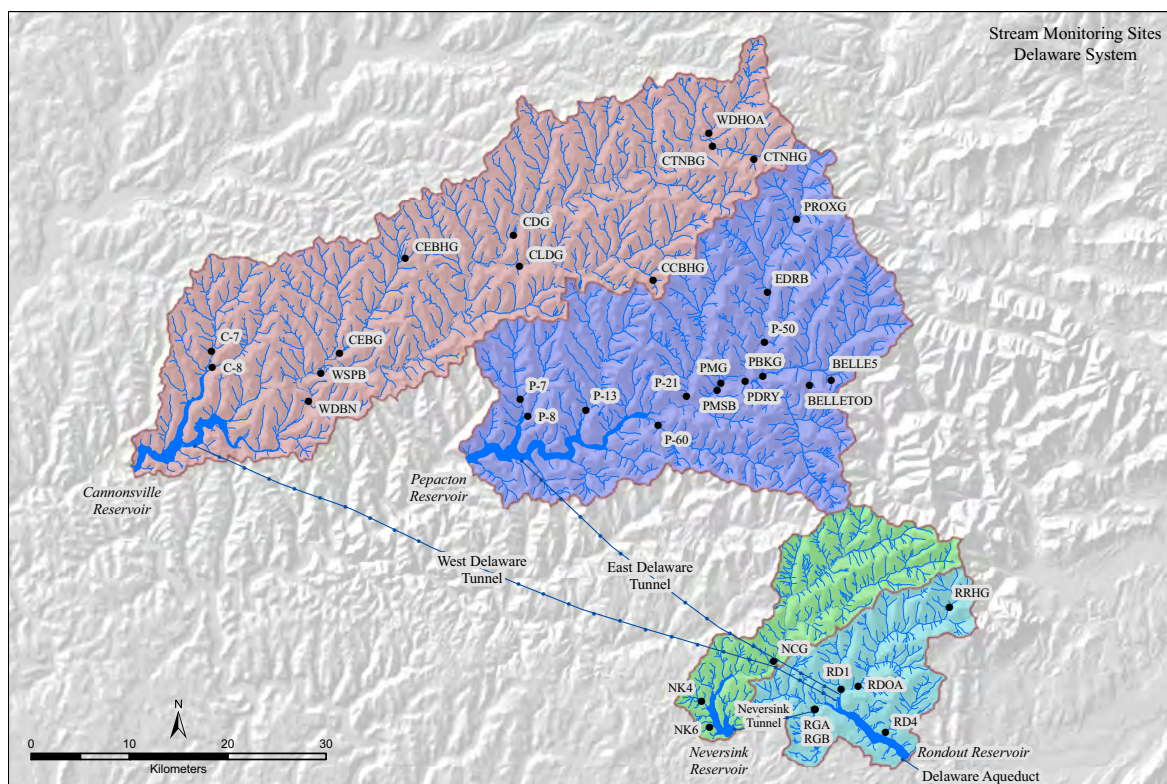 Stream Monitoring Sites
Delaware System
WDHOA
CTNBG
CTNHG
PROXG
CDG
CEBHG
CLDG
CCBHG
EDRB
P-50
C-7
C-8
CEBG
WSPB
WDBN
PMG
PBKG
BELLE5
P-7
P-13
P-21
P-8
PMSB
PDRY
BELLETOD
P-60
Cannonsville
Reservoir
Pepacton
Reservoir
West Delaware
Tunnel
East Delaware
Tunnel
RRHG
NCG
RD1
RDOA
NK4
Neversink
Tunnel
RGA
RGB
RD4
NK6
Neversink
Reservoir
Rondout Reservoir
Delaware Aqueduct
N
0 10 20 30
Kilometers